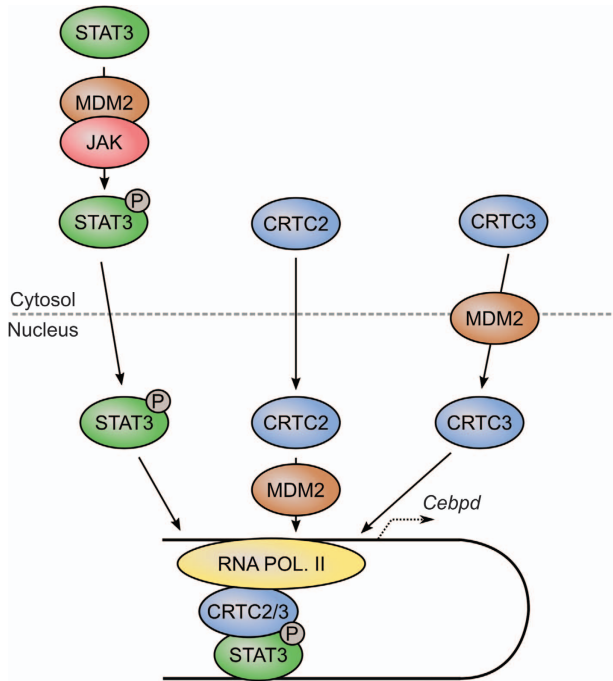 STAT3
MDM2
JAK
P
STAT3
CRTC2
CRTC3
Cytosol
Nucleus
MDM2
P
STAT3
CRTC2
CRTC3
MDM2
Cebpd
RNA POL. II
CRTC2/3
P
STAT3